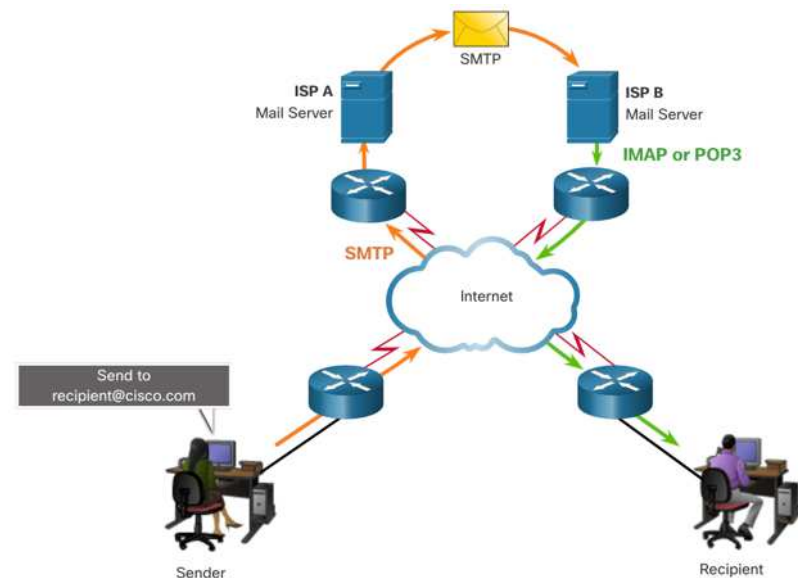 SMTP
ISP A
Mail Server
ISP B
Mail Server
IMAP or POP3
SMTP
Internet
Send to
recipient@cisco.com
Sender
Recipient